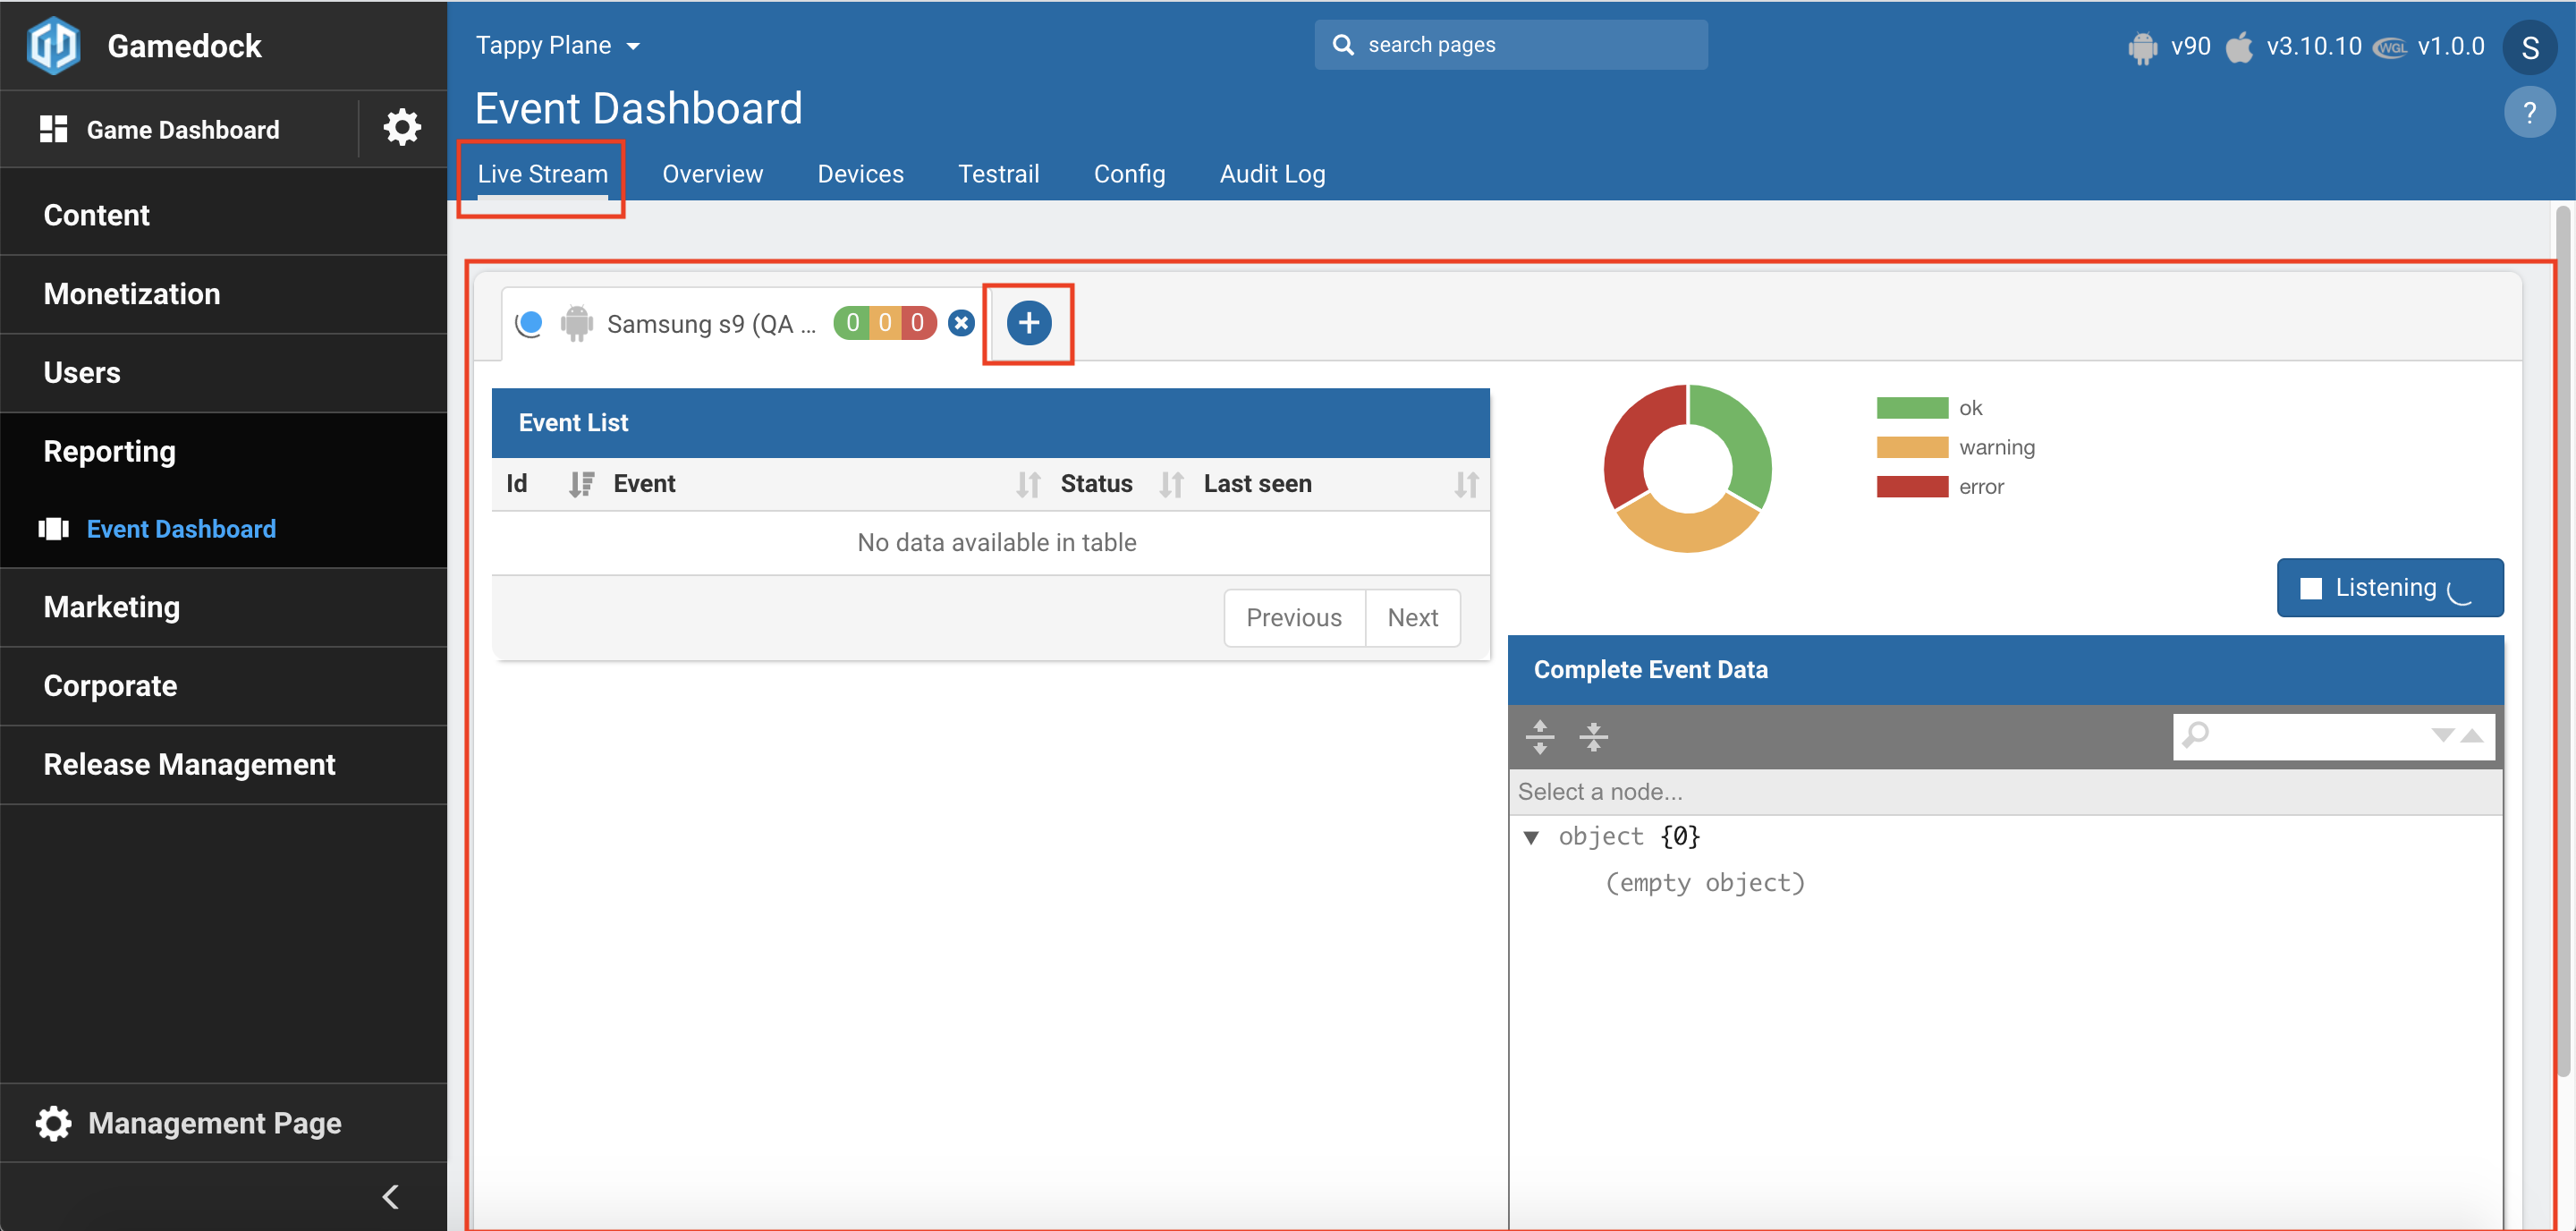 Gamedock
Game Dashboard
Content
Monetization
Users
Reporting
Event Dashboard
Marketing
Corporate
Release Management
Management Page
Tappy Plane
search pages
v90 v3.10.10 WGL v1.0.0 S
Event Dashboard
?
Live Stream Overview Devices Testrail Config Audit Log
Samsung s9 (QA ... 0 0 0
Event List
Id Event Status Last seen
No data available in table
Previous Next
ok
warning
error
Listening
Complete Event Data
Select a node...
object {0}
(empty object)